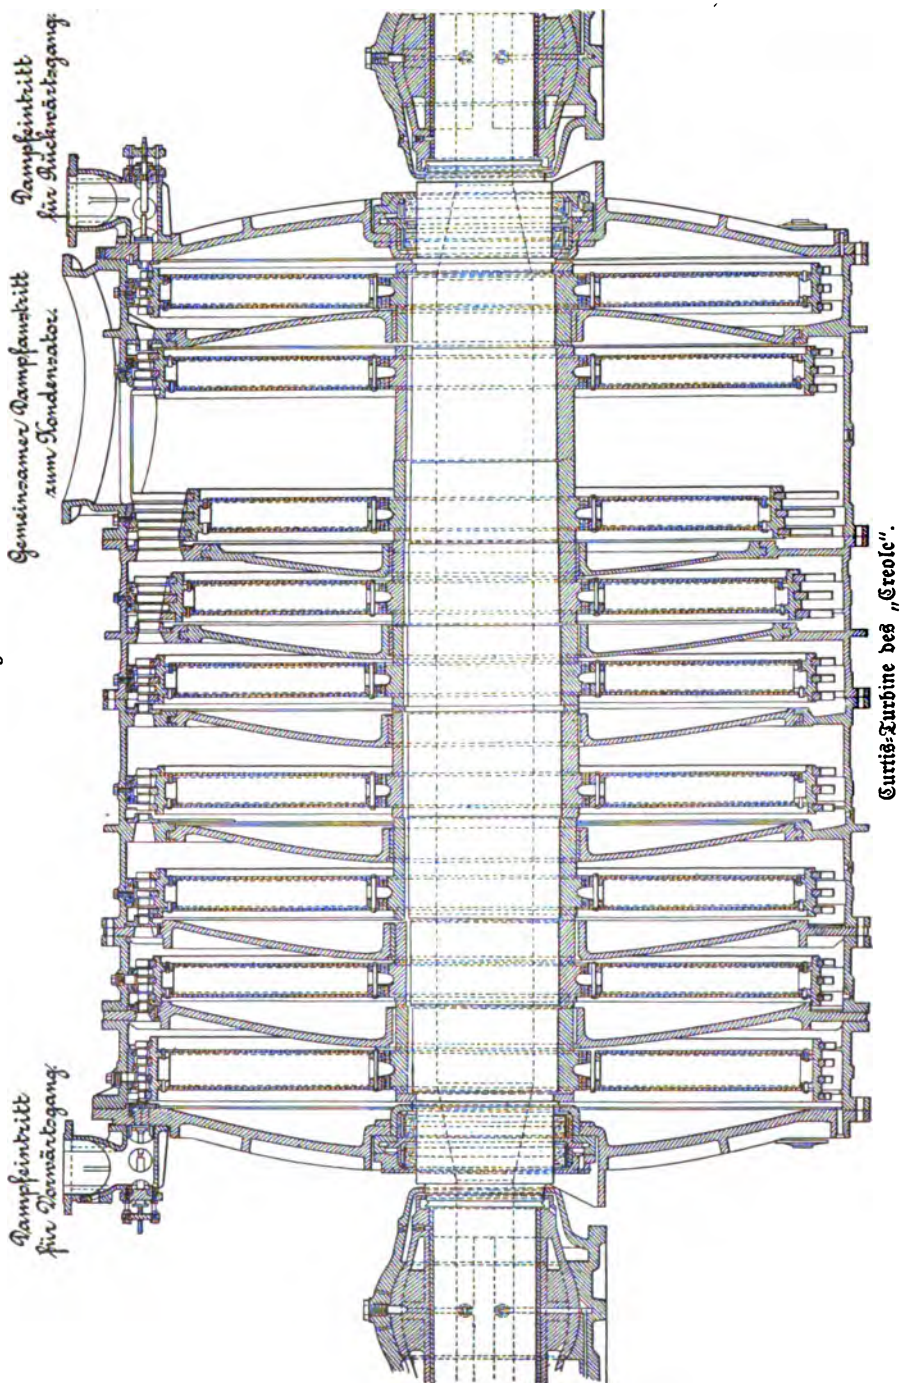 Dampfeintritt
für Vorwärtsgang.
Gemeinsamer Dampfaustritt
zum Kondensator.
Dampfeintritt
für Rückwärtsgang.
Curtis-Turbine des „Creole“.